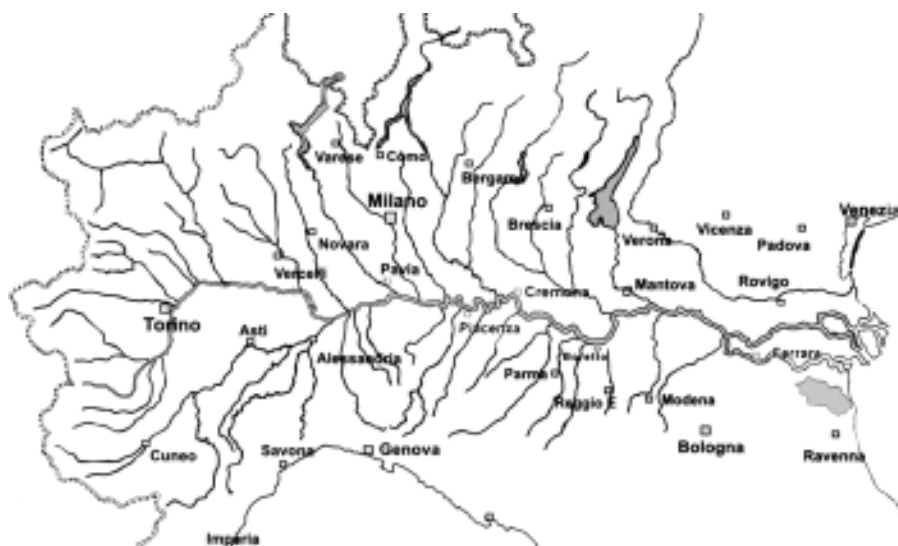 Varese
Como
Bergamo
Milano
Brescia
Venezia
Vicenza
Verona
Padova
Novara
Vercelli
Pavia
Mantova
Rovigo
Cremona
Torino
Asti
Piacenza
Alessandria
Ferrara
Parma
Reggio E
Modena
Bologna
Cuneo
Savona
Genova
Ravenna
Imperia